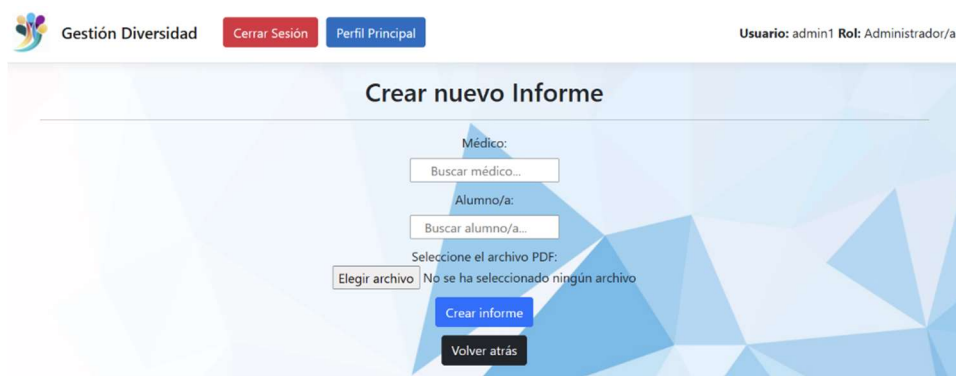 Gestión Diversidad Cerrar Sesión Perfil Principal Usuario: admin1 Rol: Administrador/a
Crear nuevo Informe
Médico:
Buscar médico...
Alumno/a:
Buscar alumno/a...
Seleccione el archivo PDF:
Elegir archivo No se ha seleccionado ningún archivo
Crear informe
Volver atrás